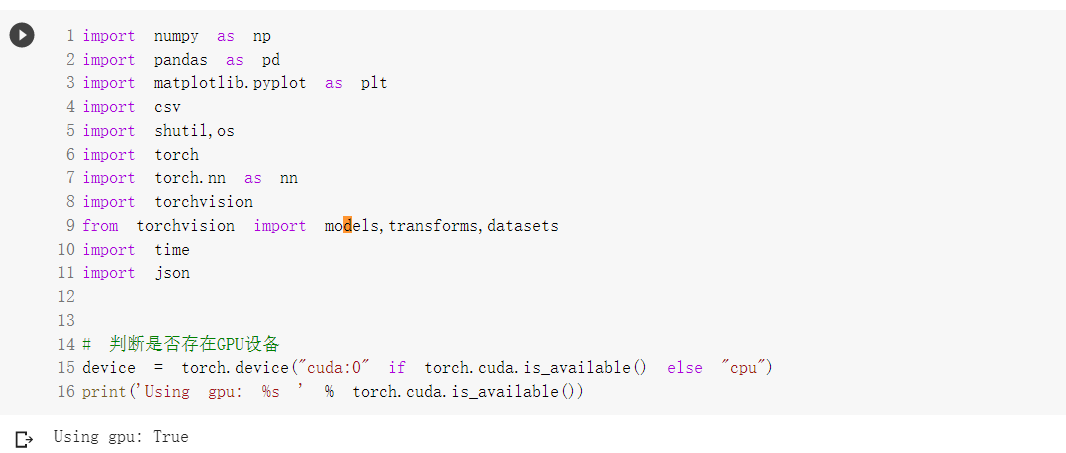 1 import numpy as np
2 import pandas as pd
3 import matplotlib.pyplot as plt
4 import csv
5 import shutil,os
6 import torch
7 import torch.nn as nn
8 import torchvision
9 from torchvision import models,transforms,datasets
10 import time
11 import json
12
13
14 # 判断是否存在GPU设备
15 device = torch.device("cuda:0" if torch.cuda.is_available() else "cpu")
16 print('Using gpu: %s ' % torch.cuda.is_available())
Using gpu: True